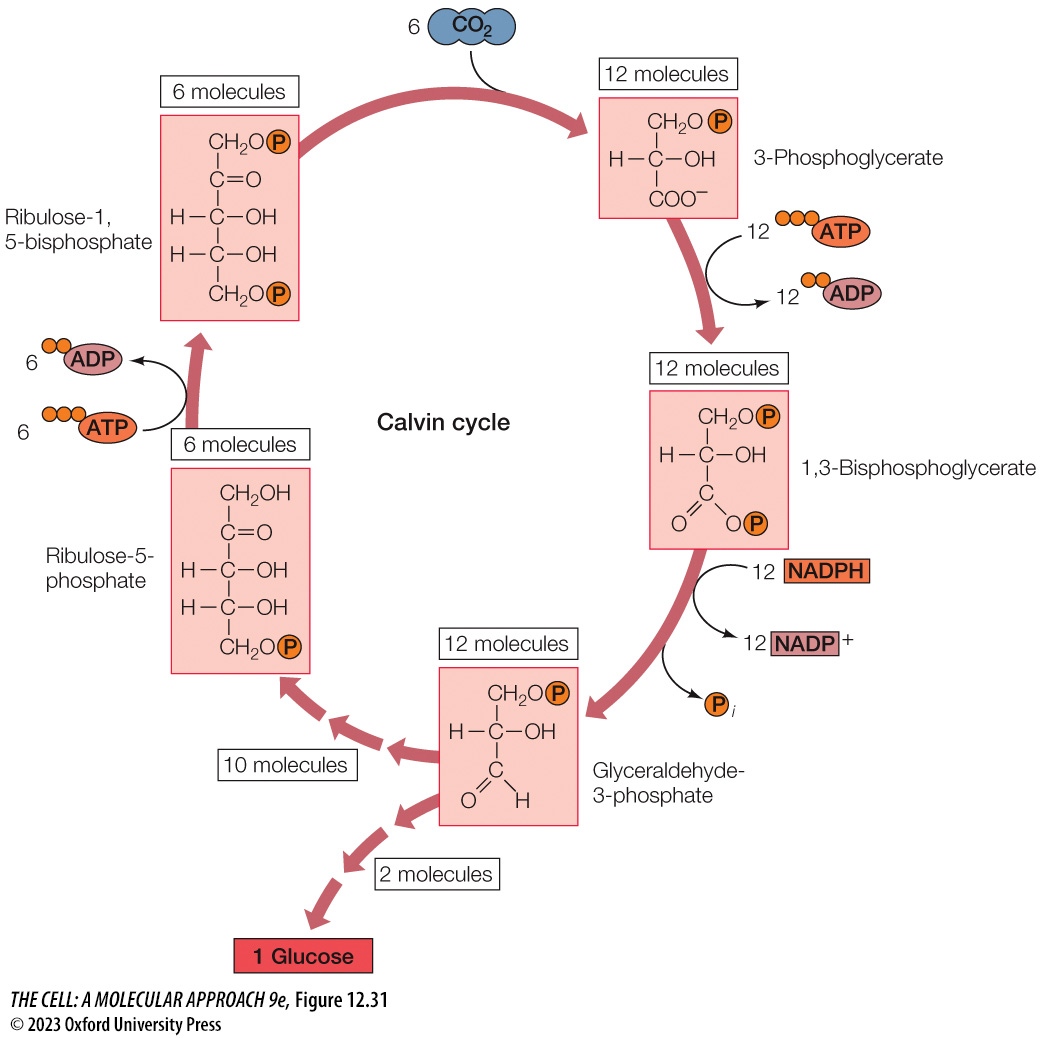 6 CO₂
12 molecules
CH₂O P
H–C–OH
COO⁻
3-Phosphoglycerate
12 ATP
12 ADP
12 molecules
CH₂O P
H–C–OH
C
O O P
1,3-Bisphosphoglycerate
12 NADPH
12 NADP +
P i
12 molecules
CH₂O P
H–C–OH
C
O H
Glyceraldehyde-
3-phosphate
2 molecules
1 Glucose
10 molecules
6 molecules
CH₂OH
C=O
H–C–OH
H–C–OH
CH₂O P
Ribulose-5-
phosphate
6 ATP
6 ADP
6 molecules
CH₂O P
C=O
H–C–OH
H–C–OH
CH₂O P
Ribulose-1,
5-bisphosphate
Calvin cycle
THE CELL: A MOLECULAR APPROACH 9e, Figure 12.31
© 2023 Oxford University Press